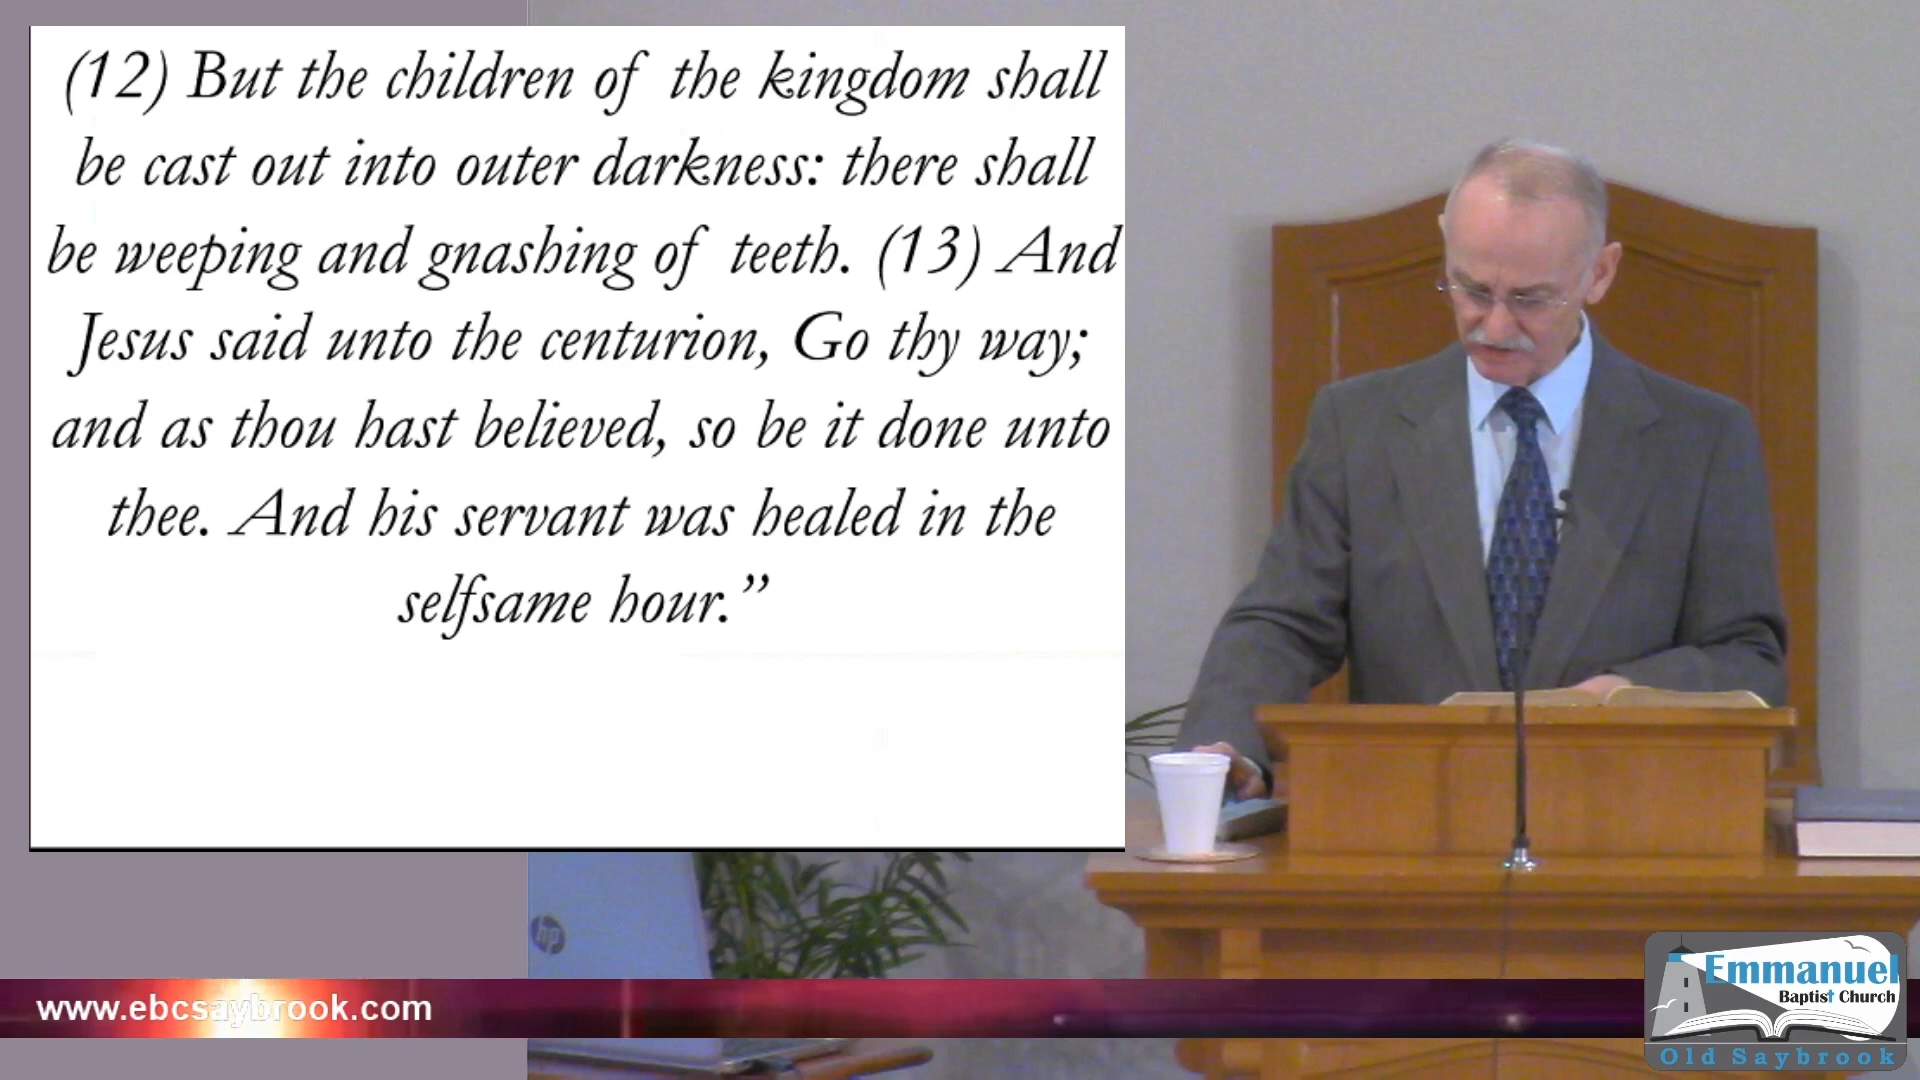 (12) But the children of the kingdom shall
be cast out into outer darkness: there shall
be weeping and gnashing of teeth. (13) And
Jesus said unto the centurion, Go thy way;
and as thou hast believed, so be it done unto
thee. And his servant was healed in the
selfsame hour.”
hp
www.ebcsaybrook.com
Emmanuel
Baptist Church
Old Saybrook